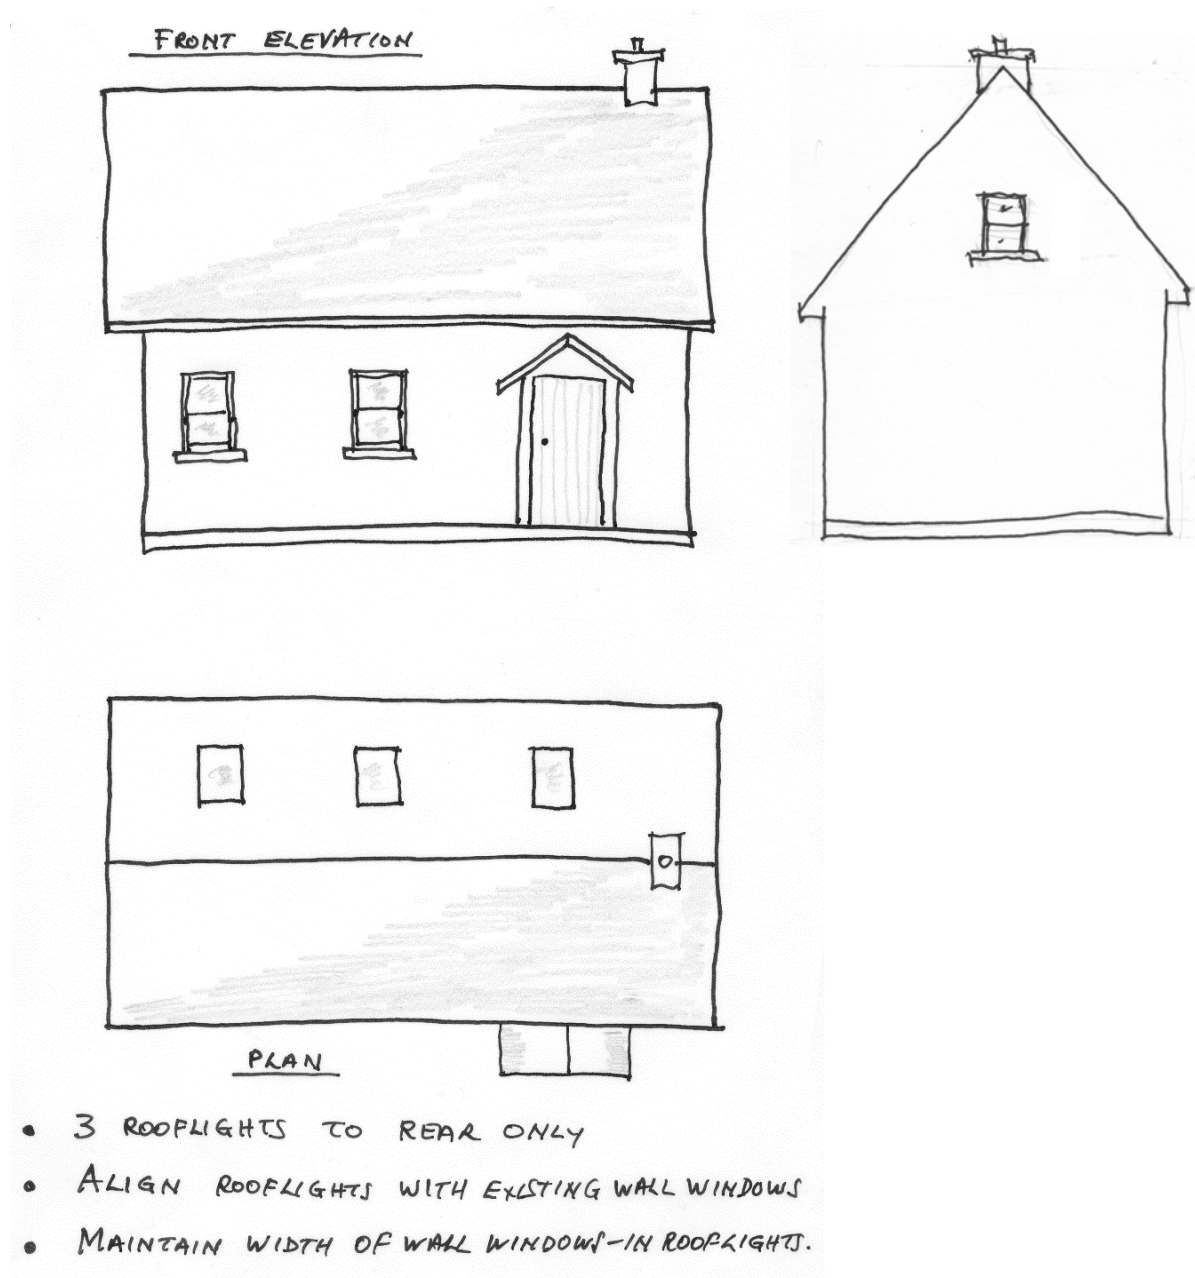 FRONT ELEVATION
PLAN
• 3 ROOFLIGHTS TO REAR ONLY
• ALIGN ROOFLIGHTS WITH EXISTING WALL WINDOWS
• MAINTAIN WIDTH OF WALL WINDOWS-IN ROOFLIGHTS.